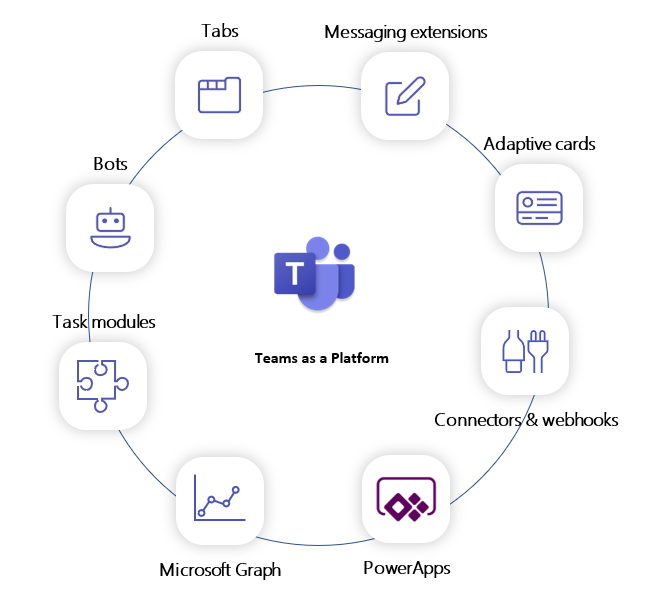 Tabs
Messaging extensions
Adaptive cards
Bots
T
Task modules
Teams as a Platform
Connectors & webhooks
Microsoft Graph
PowerApps